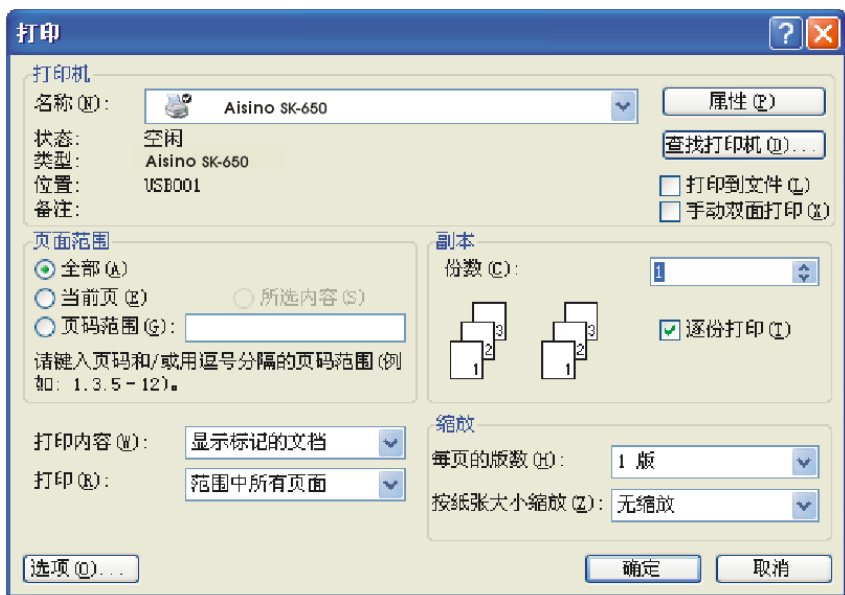 打印
打印机
名称(N): Aisino SK-650 属性(P)
状态: 空闲 查找打印机(D)...
类型: Aisino SK-650
位置: USB001 打印到文件(L)
备注: 手动双面打印(X)
页面范围
全部(A)
当前页(E) 所选内容(S)
页码范围(G):
请键入页码和/或用逗号分隔的页码范围(例
如: 1.3.5-12)。
副本
份数(C): 1
1 2 3 1 2 3
逐份打印(T)
打印内容(W): 显示标记的文档
打印(R): 范围中所有页面
缩放
每页的版数(H): 1 版
按纸张大小缩放(Z): 无缩放
选项(O)... 确定 取消